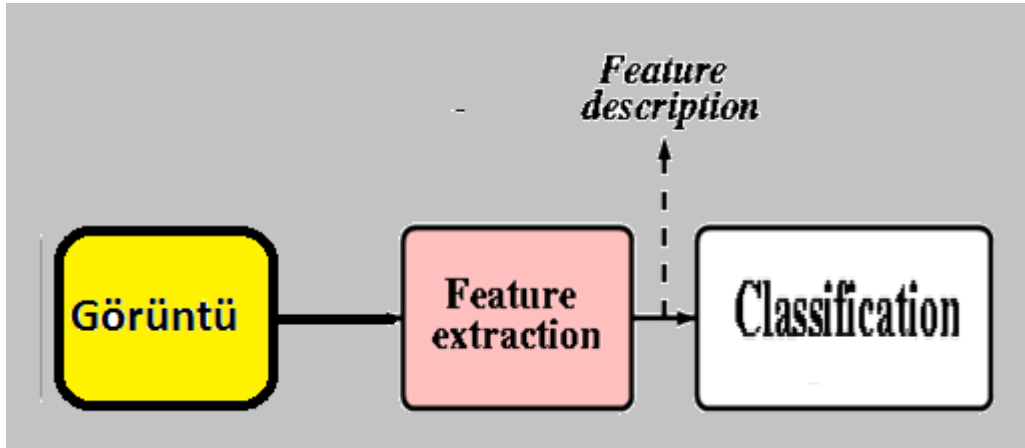 Feature
description
Görüntü
Feature
extraction
Classification